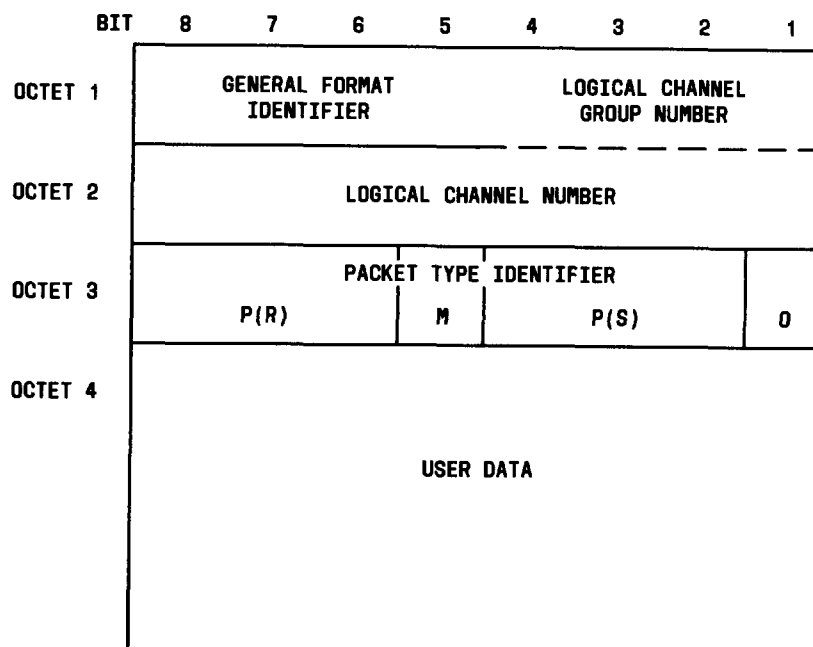 BIT 8 7 6 5 4 3 2 1
OCTET 1 GENERAL FORMAT IDENTIFIER LOGICAL CHANNEL GROUP NUMBER
OCTET 2 LOGICAL CHANNEL NUMBER
OCTET 3 PACKET TYPE IDENTIFIER
P(R) M P(S) 0
OCTET 4
USER DATA